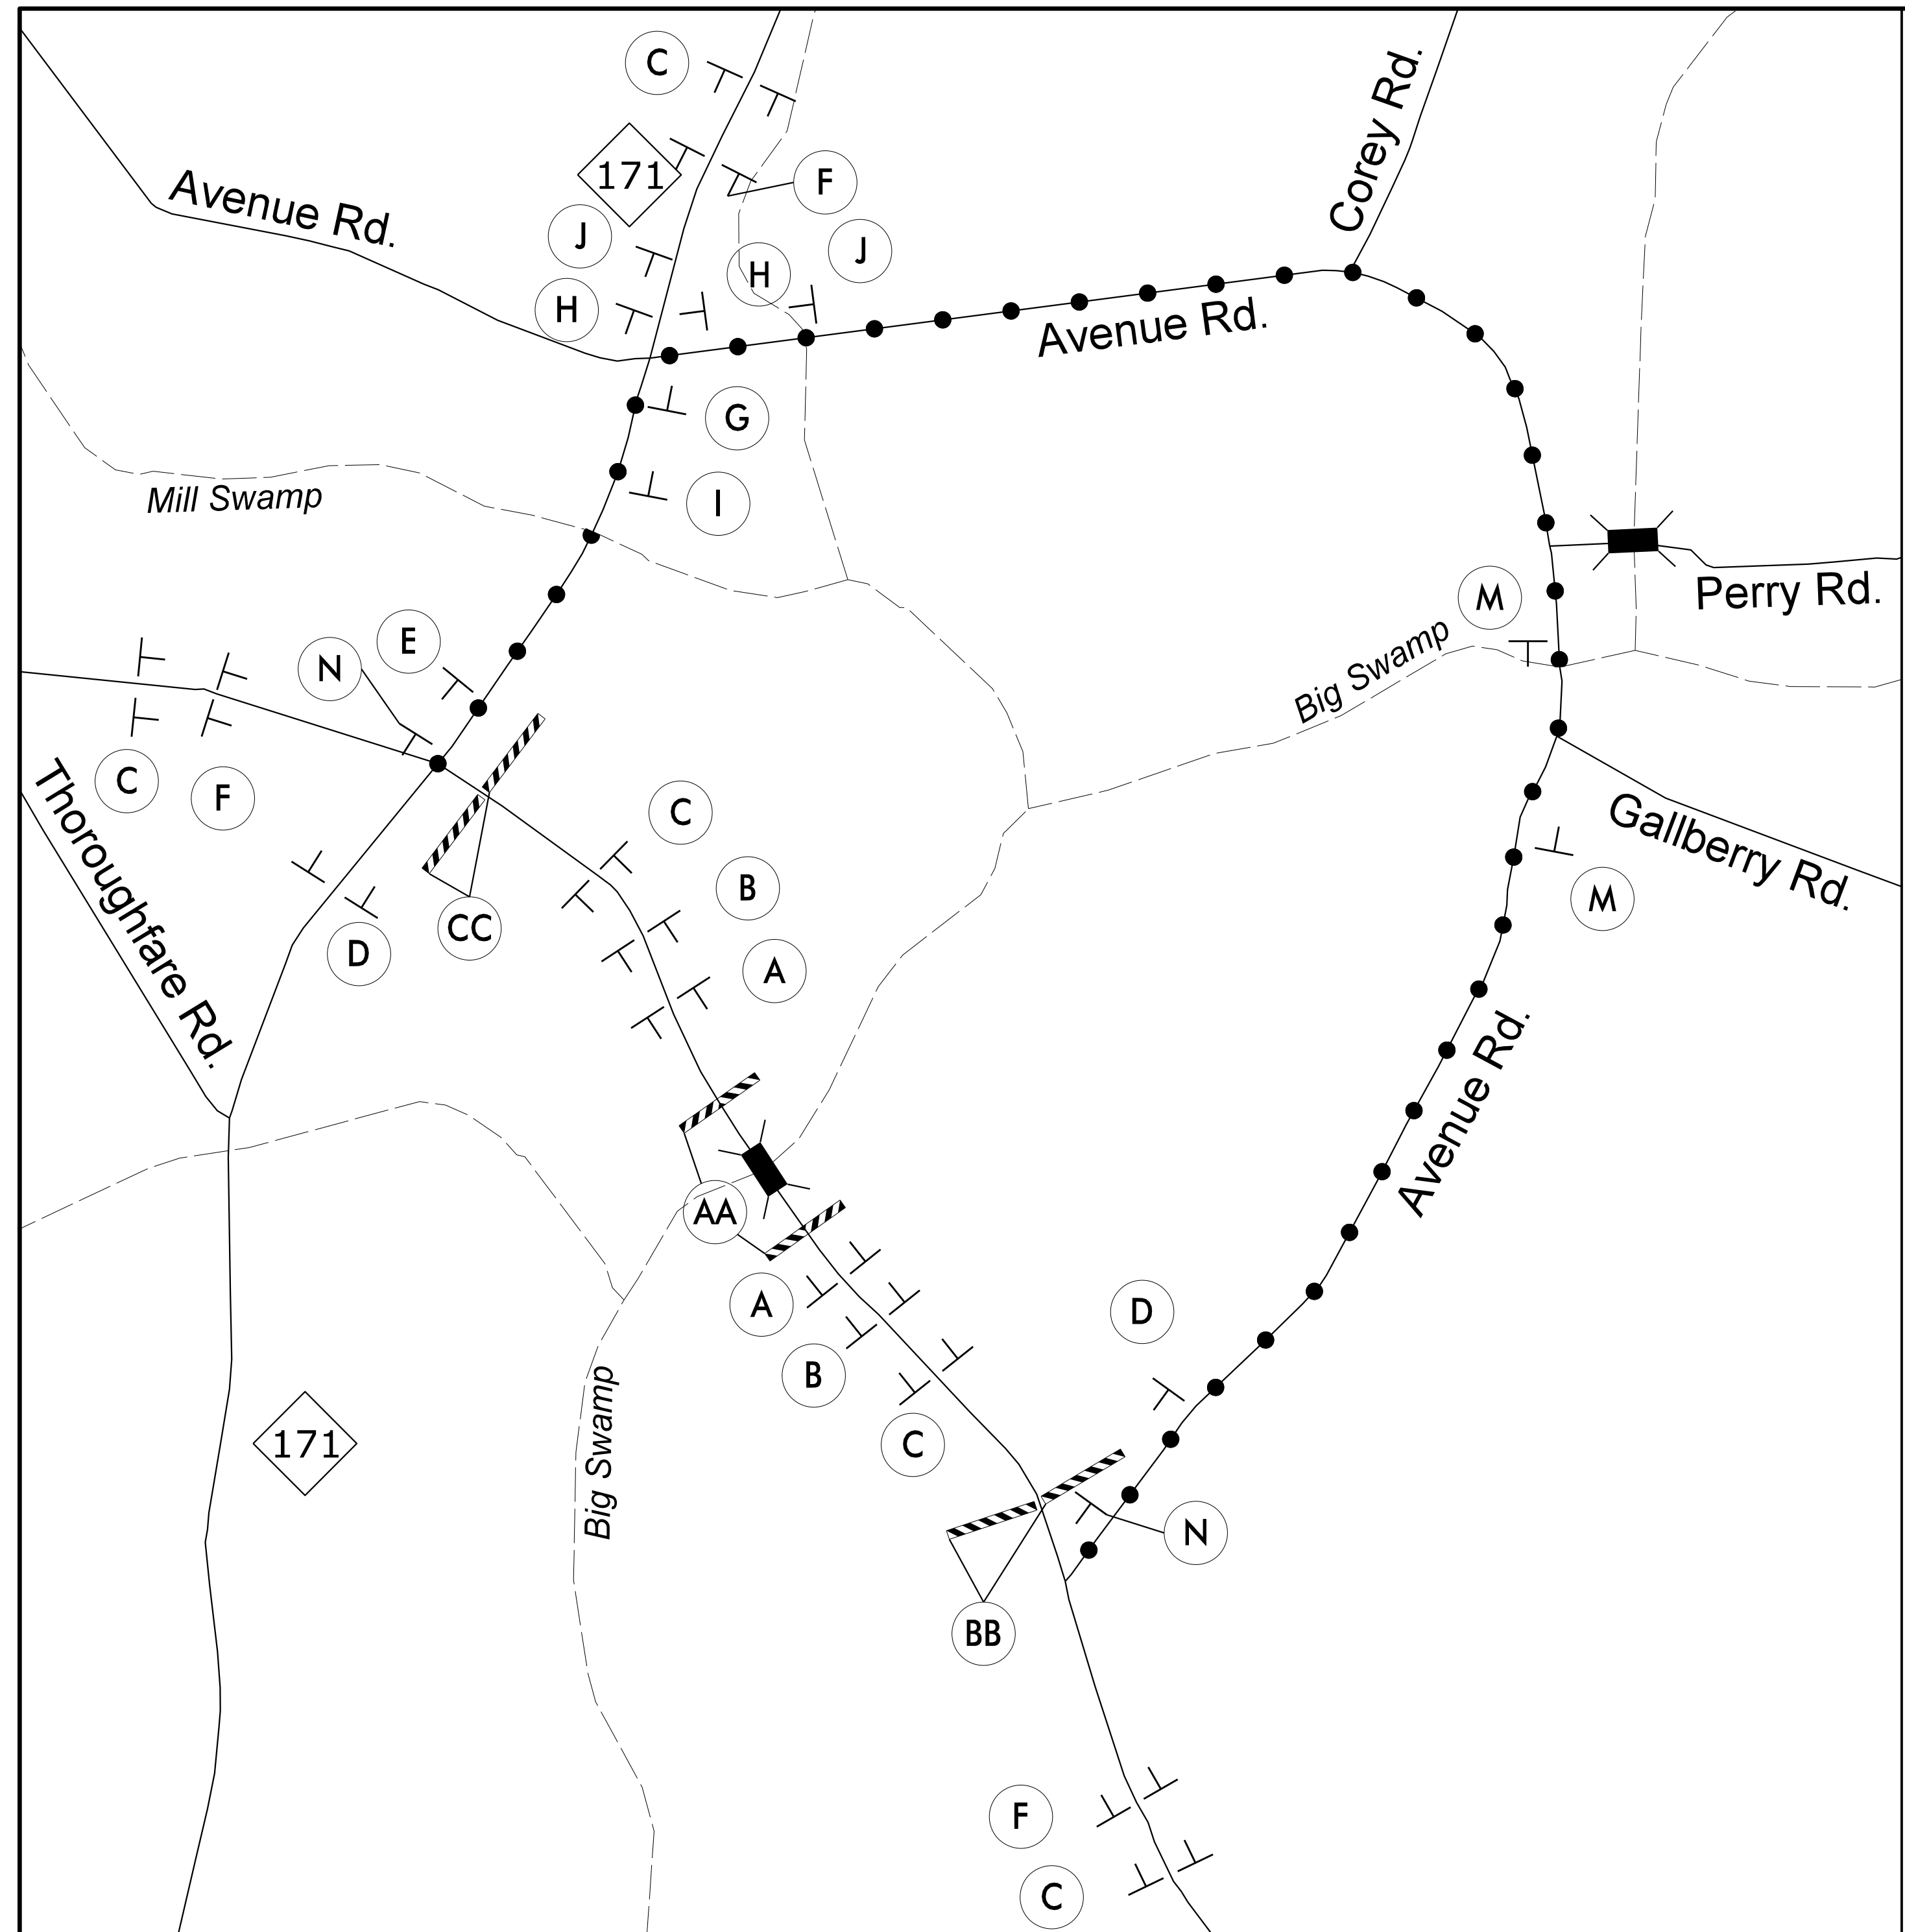 C
Corey Rd.
171
F
Avenue Rd.
J
J
H
H
Avenue Rd.
G
Mill Swamp
I
M
Perry Rd.
E
N
Big Swamp
C
F
C
Gallberry Rd.
Thoroughfare Rd.
B
M
CC
D
A
Avenue Rd.
AA
A
D
B
171
Big Swamp
C
N
BB
F
C